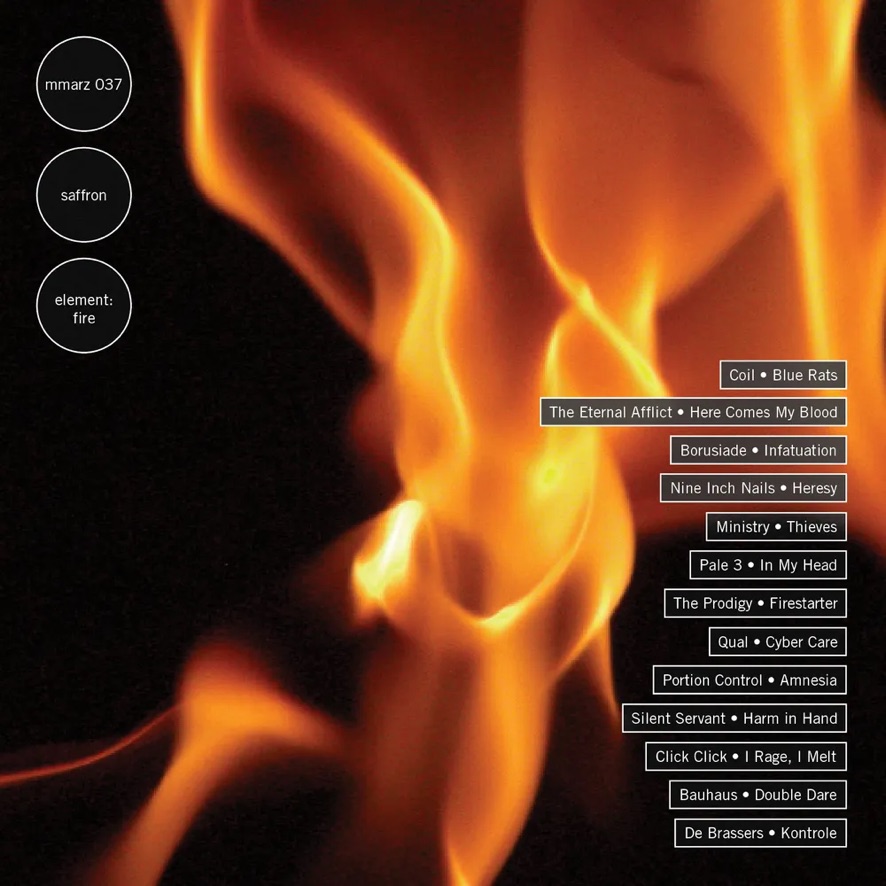 mmarz 037
saffron
element:
fire
Coil • Blue Rats
The Eternal Afflict • Here Comes My Blood
Borusiade • Infatuation
Nine Inch Nails • Heresy
Ministry • Thieves
Pale 3 • In My Head
The Prodigy • Firestarter
Qual • Cyber Care
Portion Control • Amnesia
Silent Servant • Harm in Hand
Click Click • I Rage, I Melt
Bauhaus • Double Dare
De Brassers • Kontrole